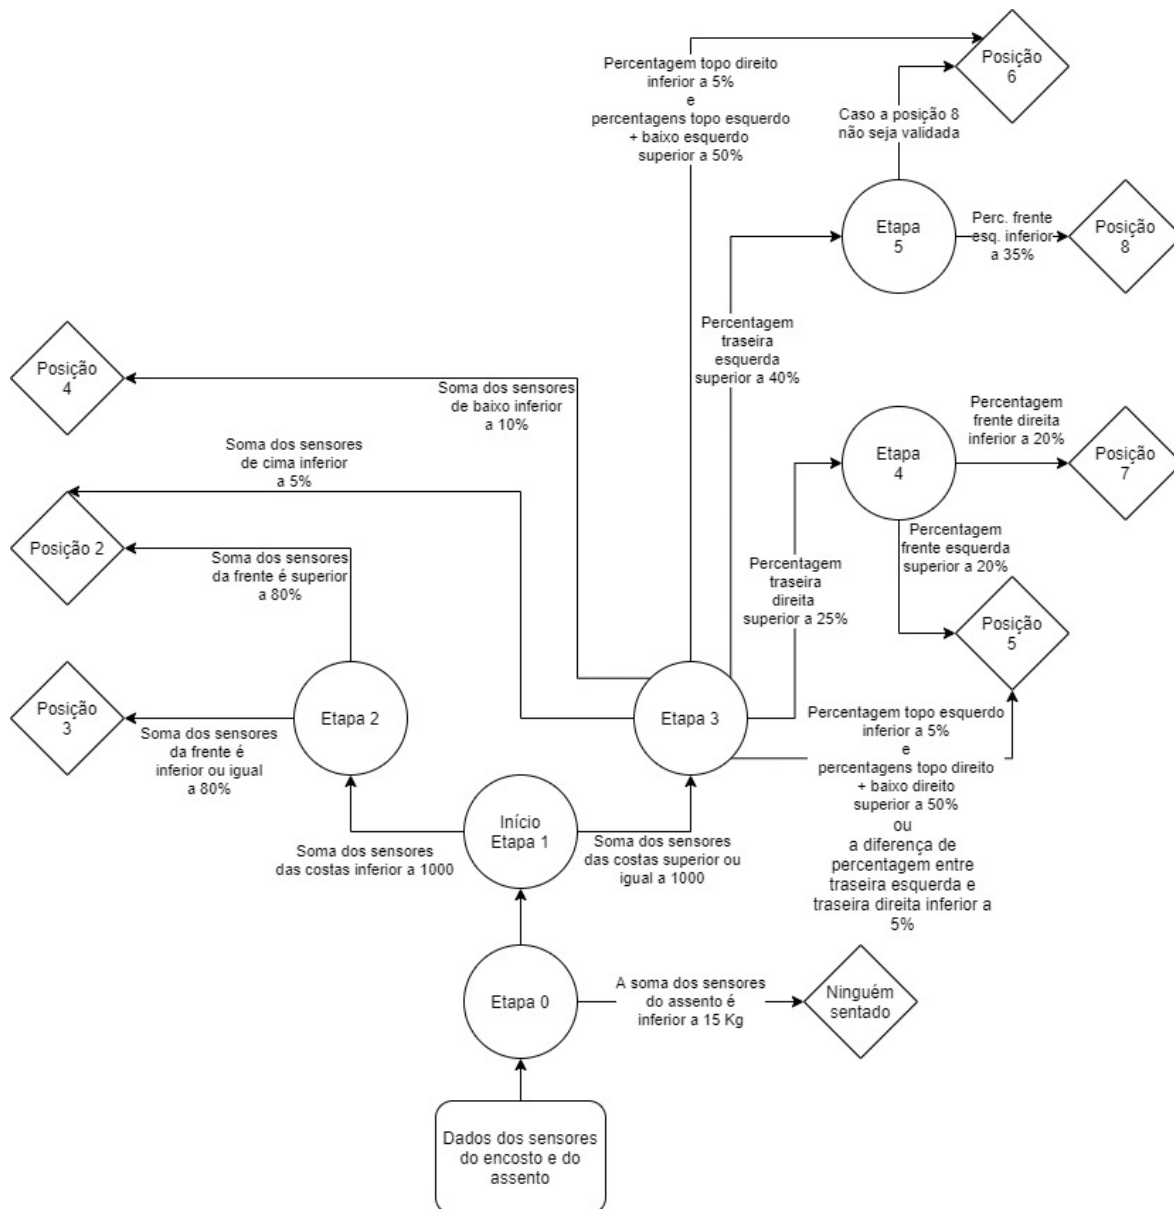 Percentagem topo direito
inferior a 5%
e
percentagens topo esquerdo
+ baixo esquerdo
superior a 50%
Posição
6
Caso a posição 8
não seja validada
Etapa
5
Perc. frente
esq. inferior
a 35%
Posição
8
Percentagem
traseira
esquerda
superior a 40%
Posição
4
Soma dos sensores
de baixo inferior
a 10%
Soma dos sensores
de cima inferior
a 5%
Percentagem
frente direita
inferior a 20%
Etapa
4
Posição
7
Posição 2
Soma dos sensores
da frente é superior
a 80%
Percentagem
traseira
direita
superior a 25%
Percentagem
frente esquerda
superior a 20%
Posição
5
Posição
3
Soma dos sensores
da frente é
inferior ou igual
a 80%
Etapa 2
Etapa 3
Percentagem topo esquerdo
inferior a 5%
e
percentagens topo direito
+ baixo direito
superior a 50%
ou
a diferença de
percentagem entre
traseira esquerda e
traseira direita inferior a
5%
Início
Etapa 1
Soma dos sensores
das costas inferior a 1000
Soma dos sensores
das costas superior ou
igual a 1000
Etapa 0
A soma dos sensores
do assento é
inferior a 15 Kg
Ninguém
sentado
Dados dos sensores
do encosto e do
assento